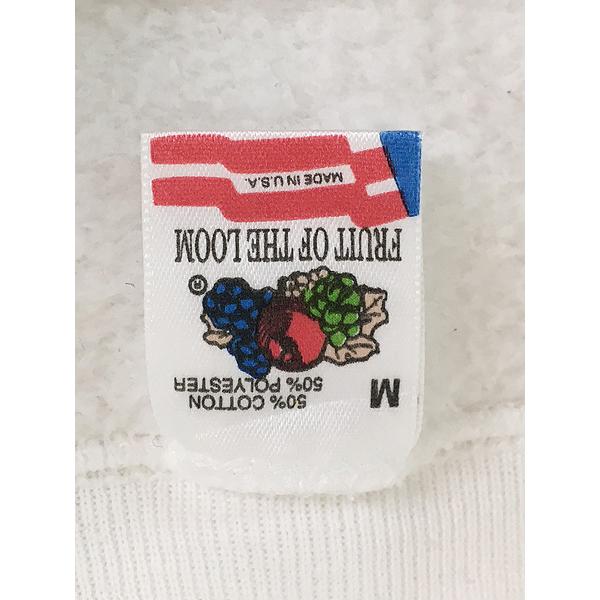 M
50% COTTON
50% POLYESTER
®
FRUIT OF THE LOOM
MADE IN U.S.A.